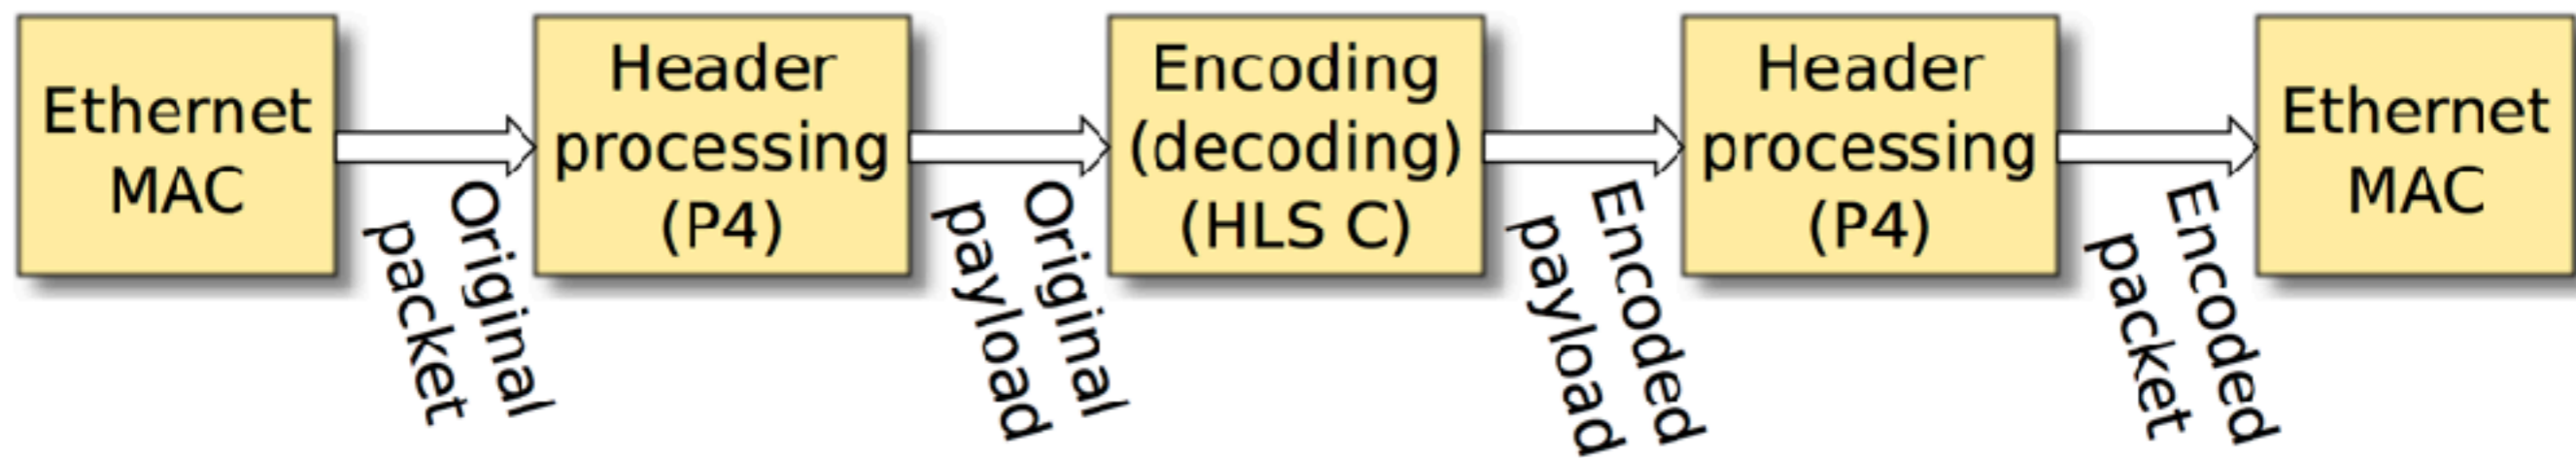 Ethernet
MAC
Original
packet
Header
processing
(P4)
Original
payload
Encoding
(decoding)
(HLS C)
Encoded
payload
Header
processing
(P4)
Encoded
packet
Ethernet
MAC